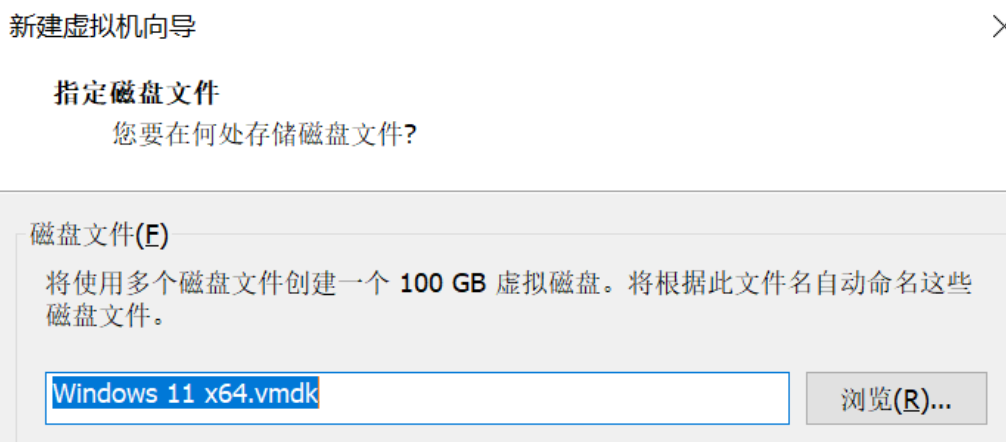 新建虚拟机向导
指定磁盘文件
您要在何处存储磁盘文件?
磁盘文件(F)
将使用多个磁盘文件创建一个 100 GB 虚拟磁盘。将根据此文件名自动命名这些
磁盘文件。
Windows 11 x64.vmdk
浏览(R)...